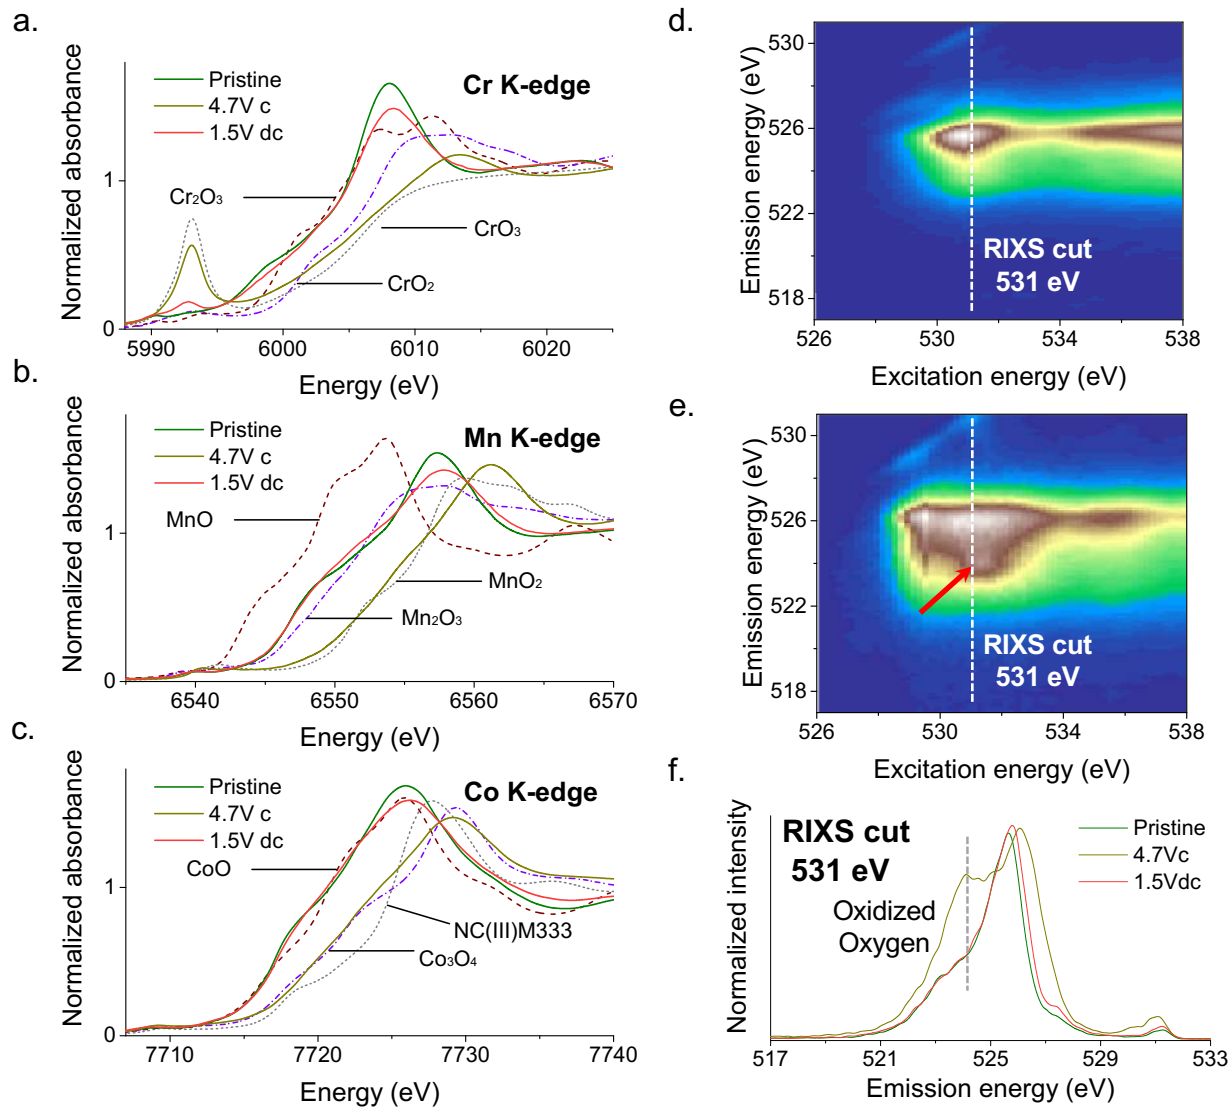 a.
Pristine
4.7V c
1.5V dc
Cr K-edge
Cr₂O₃
CrO₃
CrO₂
Normalized absorbance
1
0
5990
6000
6010
6020
Energy (eV)
b.
Pristine
4.7V c
1.5V dc
Mn K-edge
MnO
MnO₂
Mn₂O₃
Normalized absorbance
1
0
6540
6550
6560
6570
Energy (eV)
c.
Pristine
4.7V c
1.5V dc
Co K-edge
CoO
NC(III)M333
Co₃O₄
Normalized absorbance
1
0
7710
7720
7730
7740
Energy (eV)
d.
Emission energy (eV)
530
526
522
518
RIXS cut
531 eV
526
530
534
538
Excitation energy (eV)
e.
Emission energy (eV)
530
526
522
518
RIXS cut
531 eV
526
530
534
538
Excitation energy (eV)
f.
RIXS cut
531 eV
Oxidized
Oxygen
Pristine
4.7Vc
1.5Vdc
Normalized intensity
517
521
525
529
533
Emission energy (eV)